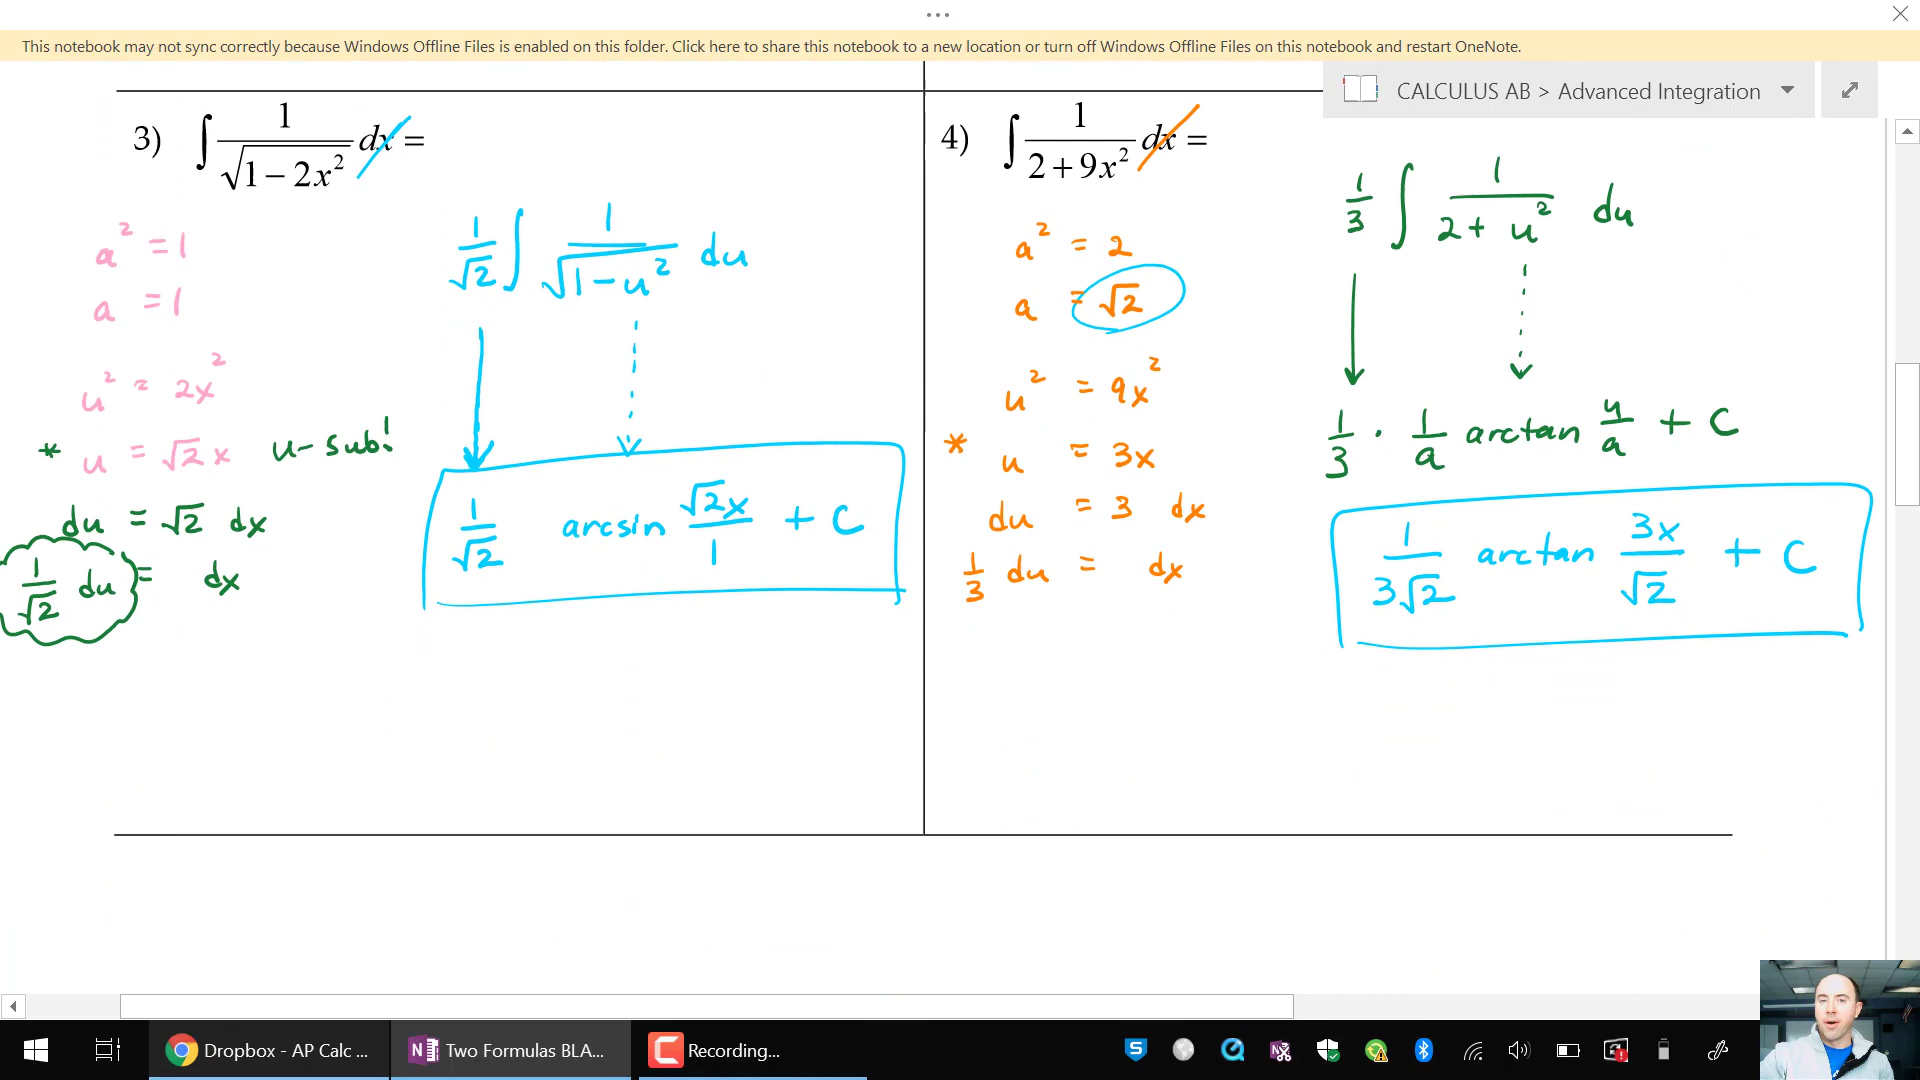 This notebook may not sync correctly because Windows Offline Files is enabled on this folder. Click here to share this notebook to a new location or turn off Windows Offline Files on this notebook and restart OneNote.
CALCULUS AB > Advanced Integration
3) ∫ 1/√(1 − 2x²) dx =
a² = 1
a = 1
u² = 2x²
* u = √2 x u-sub!
du = √2 dx
1/√2 du = dx
1/√2 ∫ 1/√(1 − u²) du
1/√2 arcsin √2x/1 + C
4) ∫ 1/(2 + 9x²) dx =
a² = 2
a = √2
u² = 9x²
* u = 3x
du = 3 dx
1/3 du = dx
1/3 ∫ 1/(2 + u²) du
1/3 · 1/a arctan u/a + C
1/(3√2) arctan 3x/√2 + C
Dropbox - AP Calc ...
Two Formulas BLA...
Recording...